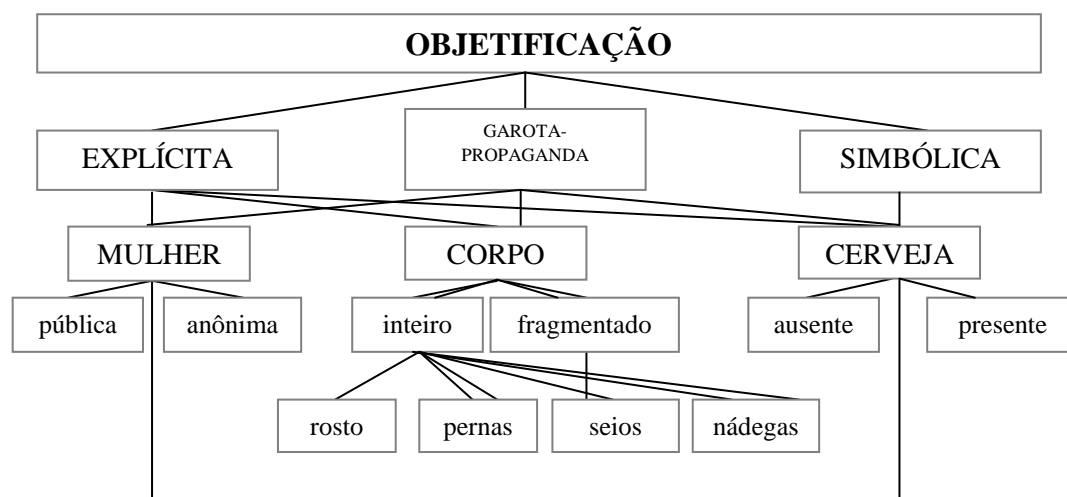 OBJETIFICAÇÃO
EXPLÍCITA
GAROTA-
PROPAGANDA
SIMBÓLICA
MULHER
CORPO
CERVEJA
pública
anônima
inteiro
fragmentado
ausente
presente
rosto
pernas
seios
nádegas